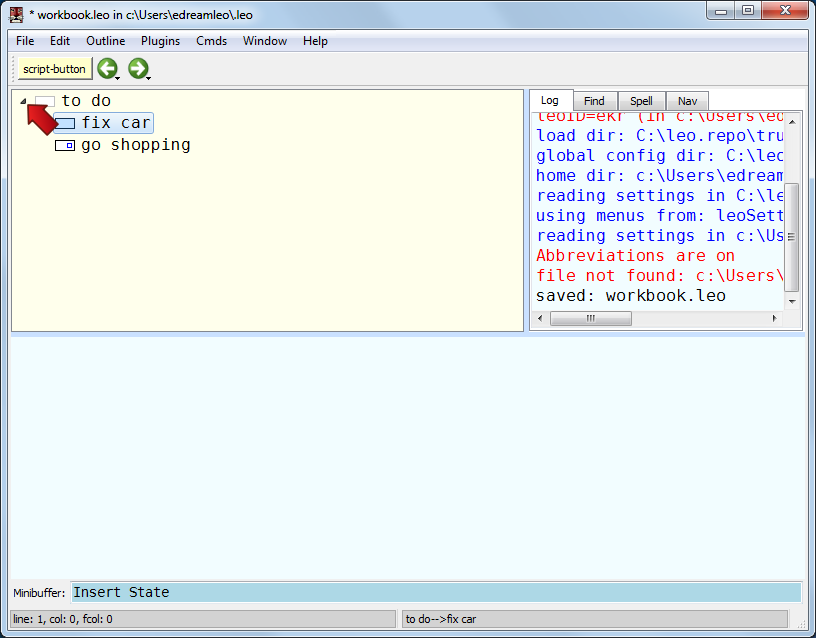 * workbook.leo in c:\Users\edreamleo\.leo
File Edit Outline Plugins Cmds Window Help
script-button
to do
fix car
go shopping
Log Find Spell Nav
leoID=ekr (in c:\Users\ed
load dir: C:\leo.repo\tru
global config dir: C:\leo
home dir: c:\Users\edream
reading settings in C:\le
using menus from: leoSett
reading settings in c:\Us
Abbreviations are on
file not found: c:\Users\
saved: workbook.leo
Minibuffer: Insert State
line: 1, col: 0, fcol: 0
to do-->fix car